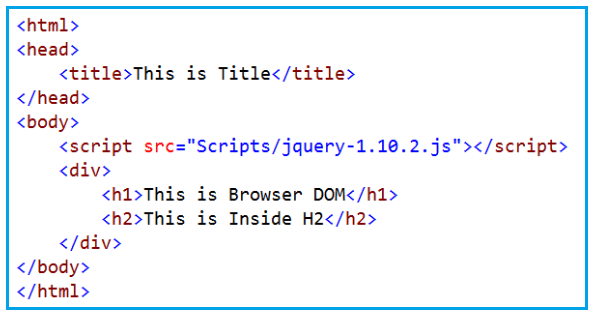 <html>
<head>
    <title>This is Title</title>
</head>
<body>
    <script src="Scripts/jquery-1.10.2.js"></script>
    <div>
        <h1>This is Browser DOM</h1>
        <h2>This is Inside H2</h2>
    </div>
</body>
</html>